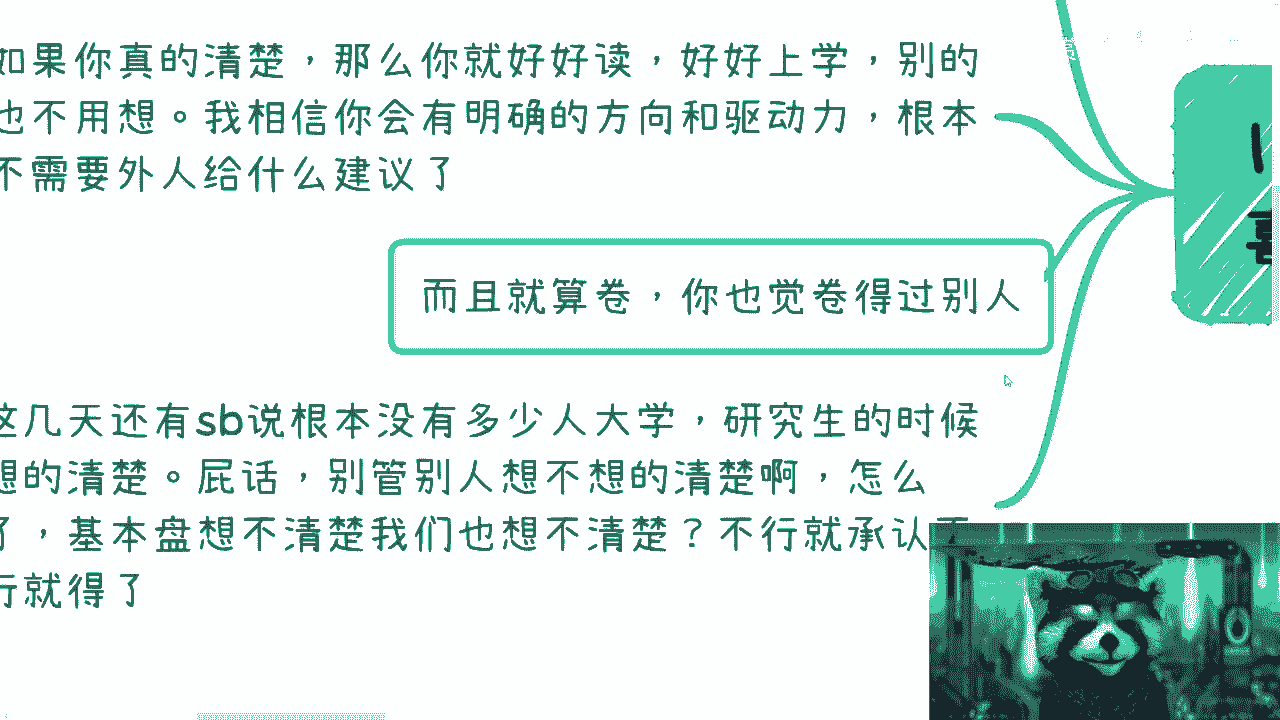 如果你真的清楚，那么你就好好读，好好上学，别的
也不用想。我相信你会有明确的方向和驱动力，根本
不需要外人给什么建议了
而且就算卷，你也觉卷得过别人
这几天还有sb说根本没有多少人大学，研究生的时候
想的清楚。屁话，别管别人想不想的清楚啊，怎么
了，基本盘想不清楚我们也想不清楚？不行就承认不
行就得了